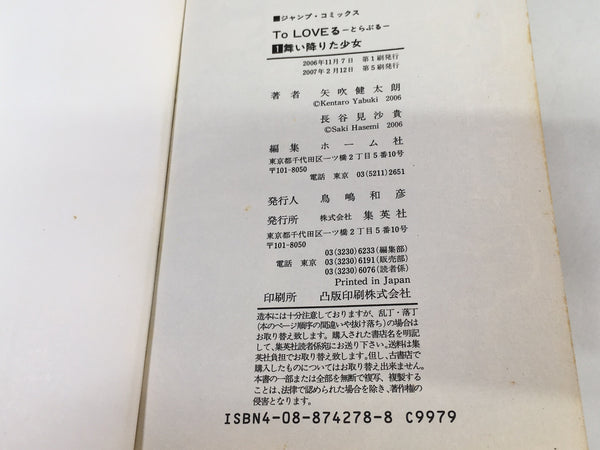 ■ジャンプ・コミックス
To LOVEる―とらぶる―
1舞い降りた少女
2006年11月7日 第1刷発行
2007年2月12日 第5刷発行
著者 矢吹健太朗
©Kentaro Yabuki 2006
長谷見沙貴
©Saki Hasemi 2006
編集 ホーム社
東京都千代田区一ツ橋2丁目5番10号
〒101-8050
電話 東京 03(5211)2651
発行人 鳥嶋和彦
発行所 株式会社 集英社
東京都千代田区一ツ橋2丁目5番10号
〒101-8050
03(3230)6233(編集部)
電話 東京 03(3230)6191(販売部)
03(3230)6076(読者係)
Printed in Japan
印刷所 凸版印刷株式会社
造本には十分注意しておりますが、乱丁・落丁
(本のページ順序の間違いや抜け落ち)の場合は
お取り替え致します。購入された書店名を明記
して、集英社読者係宛にお送り下さい。送料は集
英社負担でお取り替え致します。但し、古書店で
購入したものについてはお取り替え出来ません。
本書の一部または全部を無断で複写、複製する
ことは、法律で認められた場合を除き、著作権の
侵害となります。
ISBN4-08-874278-8 C9979